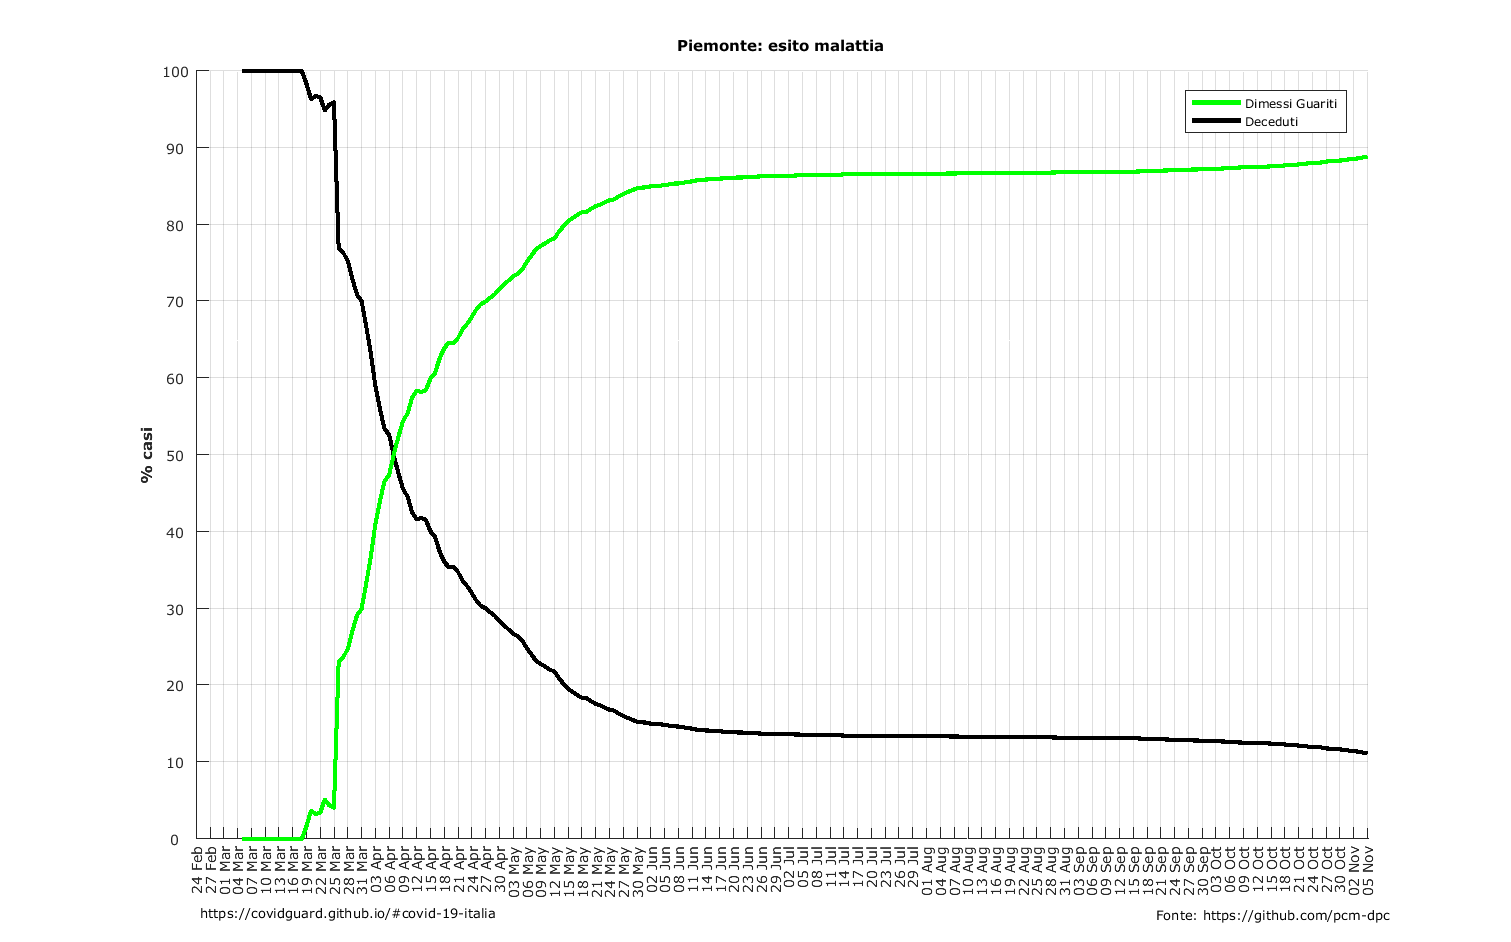 Piemonte: esito malattia
Dimessi Guariti
Deceduti
% casi
100
90
80
70
60
50
40
30
20
10
0
24 Feb
27 Feb
01 Mar
04 Mar
07 Mar
10 Mar
13 Mar
16 Mar
19 Mar
22 Mar
25 Mar
28 Mar
31 Mar
03 Apr
06 Apr
09 Apr
12 Apr
15 Apr
18 Apr
21 Apr
24 Apr
27 Apr
30 Apr
03 May
06 May
09 May
12 May
15 May
18 May
21 May
24 May
27 May
30 May
02 Jun
05 Jun
08 Jun
11 Jun
14 Jun
17 Jun
20 Jun
23 Jun
26 Jun
29 Jun
02 Jul
05 Jul
08 Jul
11 Jul
14 Jul
17 Jul
20 Jul
23 Jul
26 Jul
29 Jul
01 Aug
04 Aug
07 Aug
10 Aug
13 Aug
16 Aug
19 Aug
22 Aug
25 Aug
28 Aug
31 Aug
03 Sep
06 Sep
09 Sep
12 Sep
15 Sep
18 Sep
21 Sep
24 Sep
27 Sep
30 Sep
03 Oct
06 Oct
09 Oct
12 Oct
15 Oct
18 Oct
21 Oct
24 Oct
27 Oct
30 Oct
02 Nov
05 Nov
https://covidguard.github.io/#covid-19-italia
Fonte: https://github.com/pcm-dpc